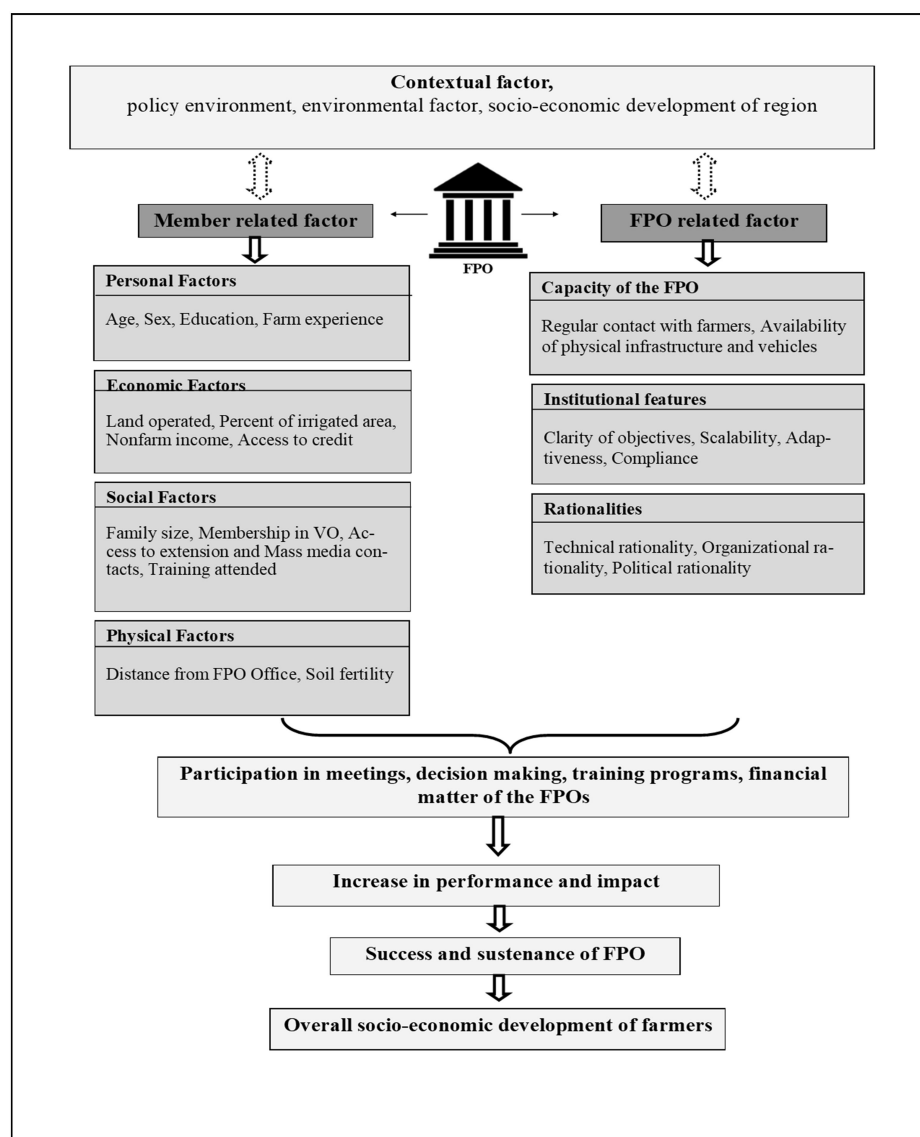 Contextual factor,
policy environment, environmental factor, socio-economic development of region
Member related factor
FPO
FPO related factor
Personal Factors
Age, Sex, Education, Farm experience
Economic Factors
Land operated, Percent of irrigated area,
Nonfarm income, Access to credit
Social Factors
Family size, Membership in VO, Ac-
cess to extension and Mass media con-
tacts, Training attended
Physical Factors
Distance from FPO Office, Soil fertility
Capacity of the FPO
Regular contact with farmers, Availability
of physical infrastructure and vehicles
Institutional features
Clarity of objectives, Scalability, Adap-
tiveness, Compliance
Rationalities
Technical rationality, Organizational ra-
tionality, Political rationality
Participation in meetings, decision making, training programs, financial
matter of the FPOs
Increase in performance and impact
Success and sustenance of FPO
Overall socio-economic development of farmers